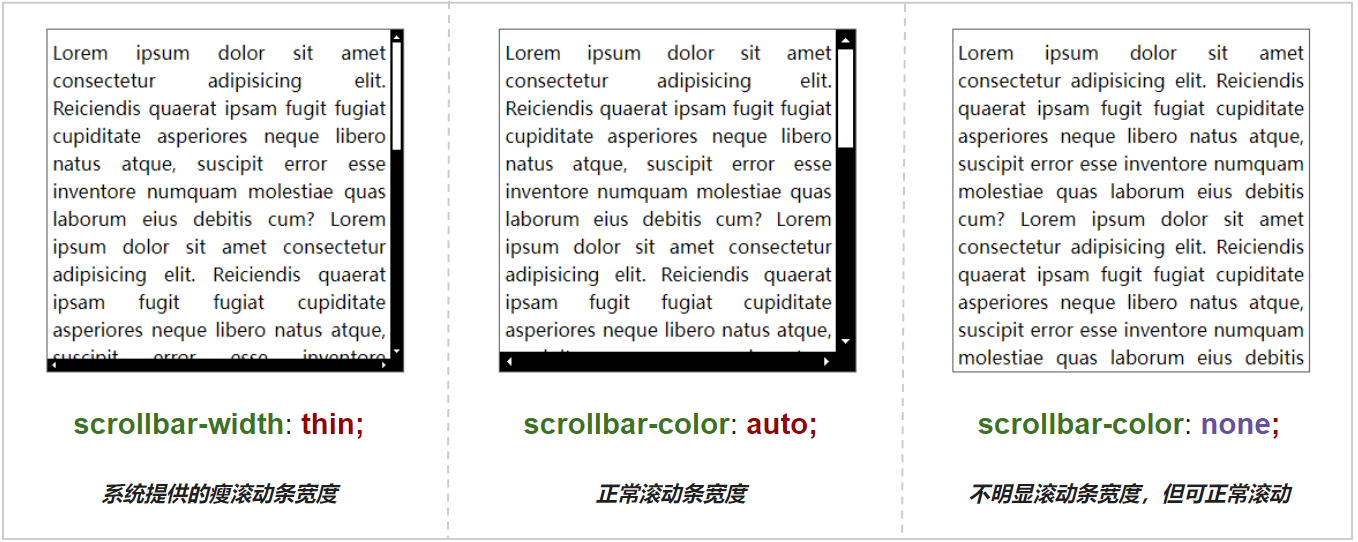 Lorem ipsum dolor sit amet
consectetur adipisicing elit.
Reiciendis quaerat ipsam fugit fugiat
cupiditate asperiores neque libero
natus atque, suscipit error esse
inventore numquam molestiae quas
laborum eius debitis cum? Lorem
ipsum dolor sit amet consectetur
adipisicing elit. Reiciendis quaerat
ipsam fugit fugiat cupiditate
asperiores neque libero natus atque,
suscipit error esse inventore
scrollbar-width: thin;
系统提供的瘦滚动条宽度
Lorem ipsum dolor sit amet
consectetur adipisicing elit.
Reiciendis quaerat ipsam fugit fugiat
cupiditate asperiores neque libero
natus atque, suscipit error esse
inventore numquam molestiae quas
laborum eius debitis cum? Lorem
ipsum dolor sit amet consectetur
adipisicing elit. Reiciendis quaerat
ipsam fugit fugiat cupiditate
asperiores neque libero natus atque,
scrollbar-color: auto;
正常滚动条宽度
Lorem ipsum dolor sit amet
consectetur adipisicing elit. Reiciendis
quaerat ipsam fugit fugiat cupiditate
asperiores neque libero natus atque,
suscipit error esse inventore numquam
molestiae quas laborum eius debitis
cum? Lorem ipsum dolor sit amet
consectetur adipisicing elit. Reiciendis
quaerat ipsam fugit fugiat cupiditate
asperiores neque libero natus atque,
suscipit error esse inventore numquam
molestiae quas laborum eius debitis
scrollbar-color: none;
不明显滚动条宽度，但可正常滚动